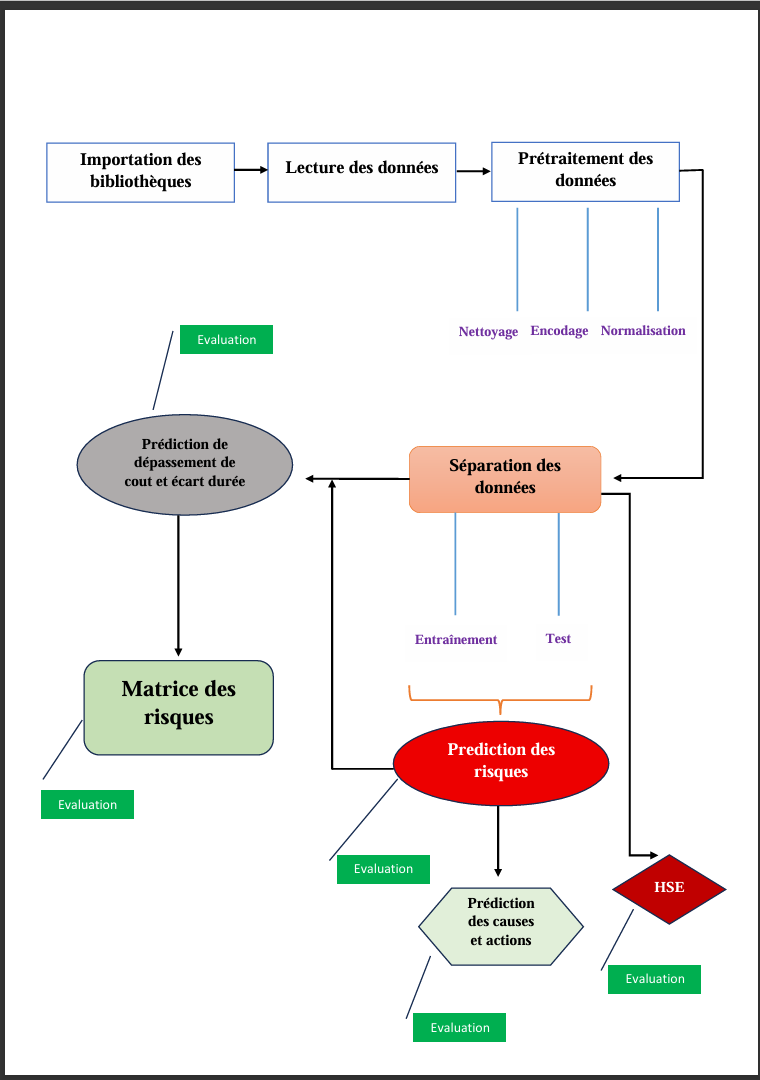 Importation des
bibliothèques
Lecture des données
Prétraitement des
données
Nettoyage
Encodage
Normalisation
Evaluation
Prédiction de
dépassement de
cout et écart durée
Séparation des
données
Entraînement
Test
Matrice des
risques
Prediction des
risques
Evaluation
Evaluation
Prédiction
des causes
et actions
HSE
Evaluation
Evaluation